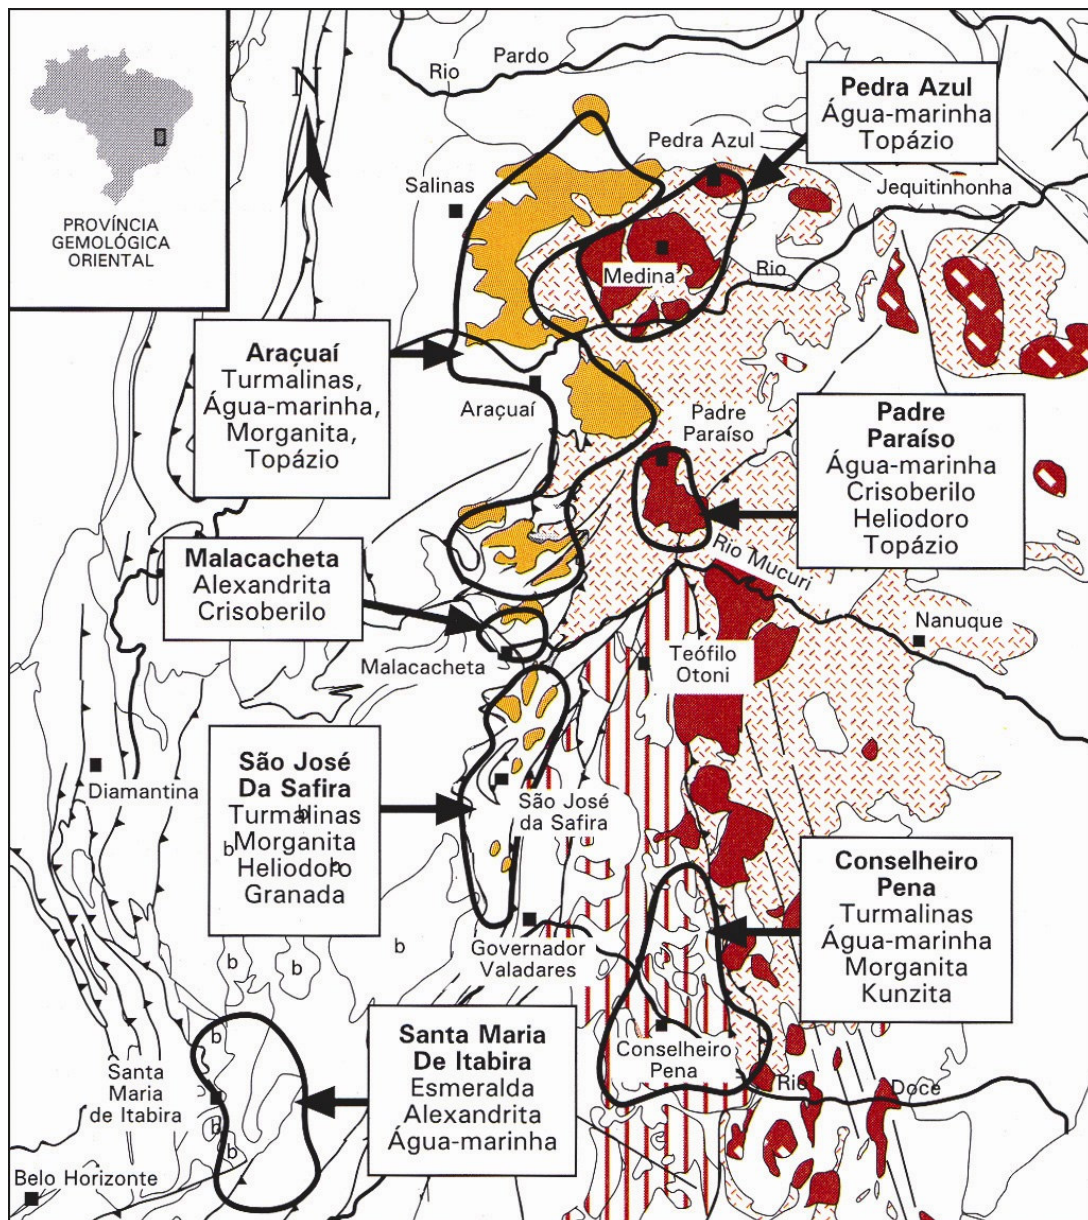 N
PROVÍNCIA
GEMOLÓGICA
ORIENTAL
Rio
Pardo
Pedra Azul
Água-marinha
Topázio
Pedra Azul
Salinas
Jequitinhonha
Rio
Medina
Araçuaí
Turmalinas,
Água-marinha,
Morganita,
Topázio
Araçuaí
Padre
Paraíso
Padre
Paraíso
Água-marinha
Crisoberilo
Heliodoro
Topázio
Rio Mucuri
Malacacheta
Alexandrita
Crisoberilo
Malacacheta
Nanuque
Teófilo
Otoni
Diamantina
São José
Da Safira
Turmalinas
Morganita
Heliodoro
Granada
b
b
b
São José
da Safira
Conselheiro
Pena
Turmalinas
Água-marinha
Morganita
Kunzita
Governador
Valadares
b
b
b
Santa Maria
De Itabira
Esmeralda
Alexandrita
Água-marinha
b
b
b
Santa
Maria
de Itabira
Conselheiro
Pena
Rio
Doce
Belo Horizonte